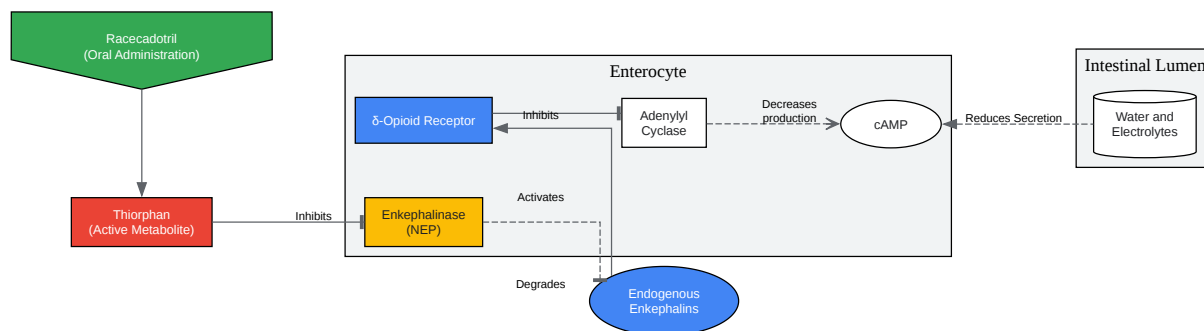 Racecadotril
(Oral Administration)
Enterocyte
Intestinal Lumen
δ-Opioid Receptor
Inhibits
Adenylyl
Cyclase
Decreases
production
cAMP
Reduces Secretion
Water and
Electrolytes
Thiorphan
(Active Metabolite)
Inhibits
Enkephalinase
(NEP)
Activates
Degrades
Endogenous
Enkephalins